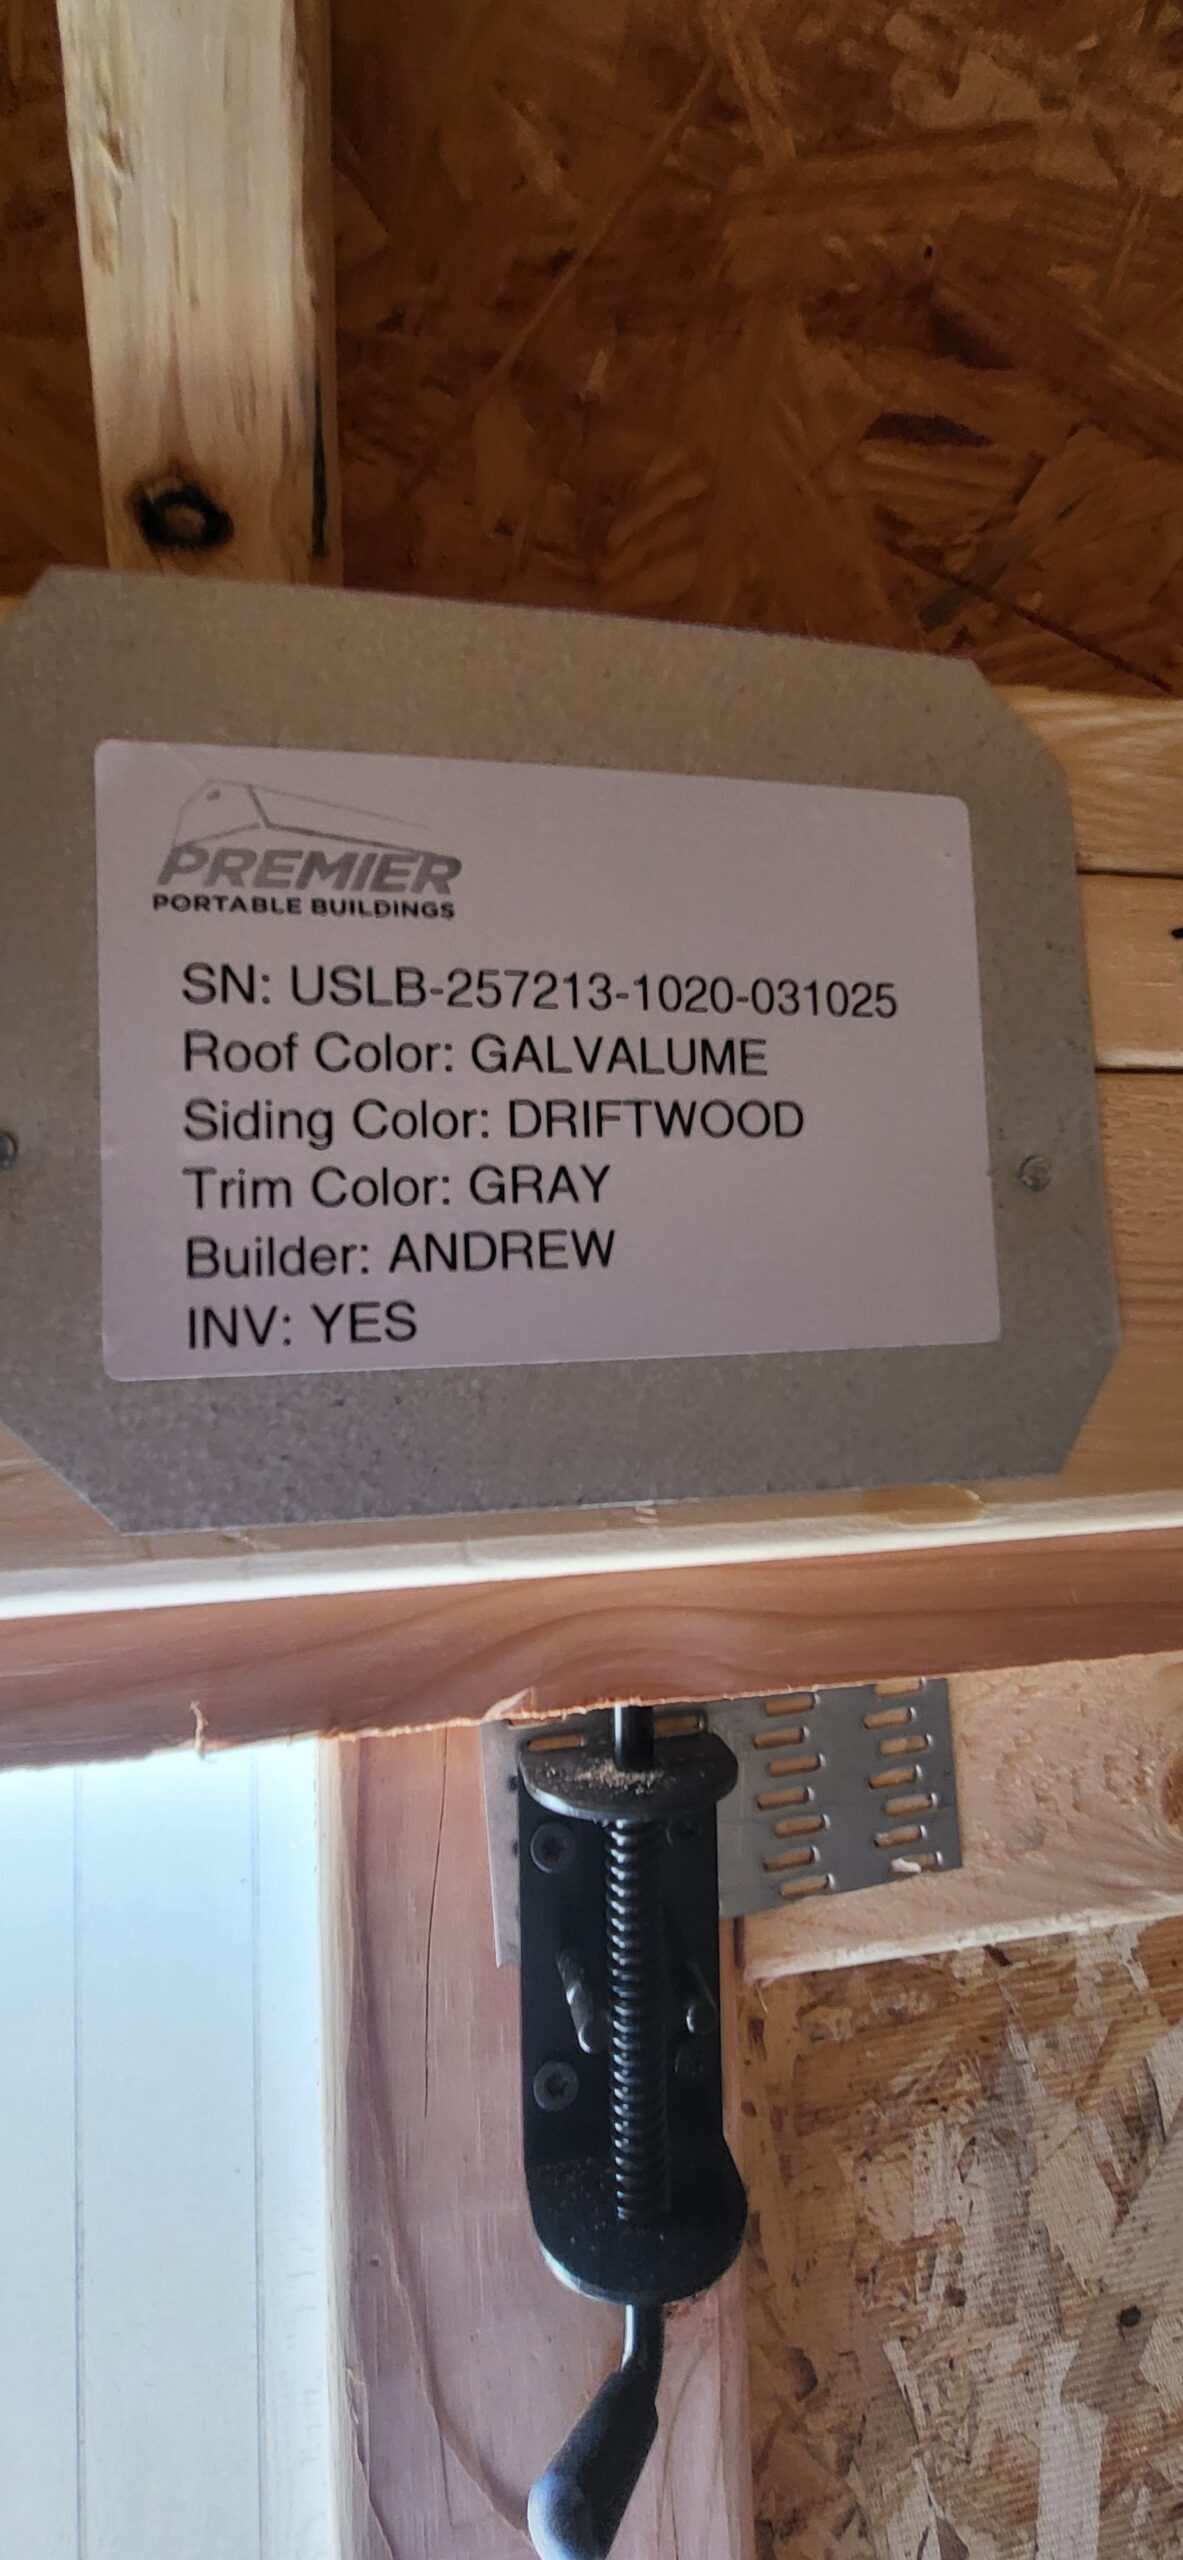 PREMIER
PORTABLE BUILDINGS
SN: USLB-257213-1020-031025
Roof Color: GALVALUME
Siding Color: DRIFTWOOD
Trim Color: GRAY
Builder: ANDREW
INV: YES